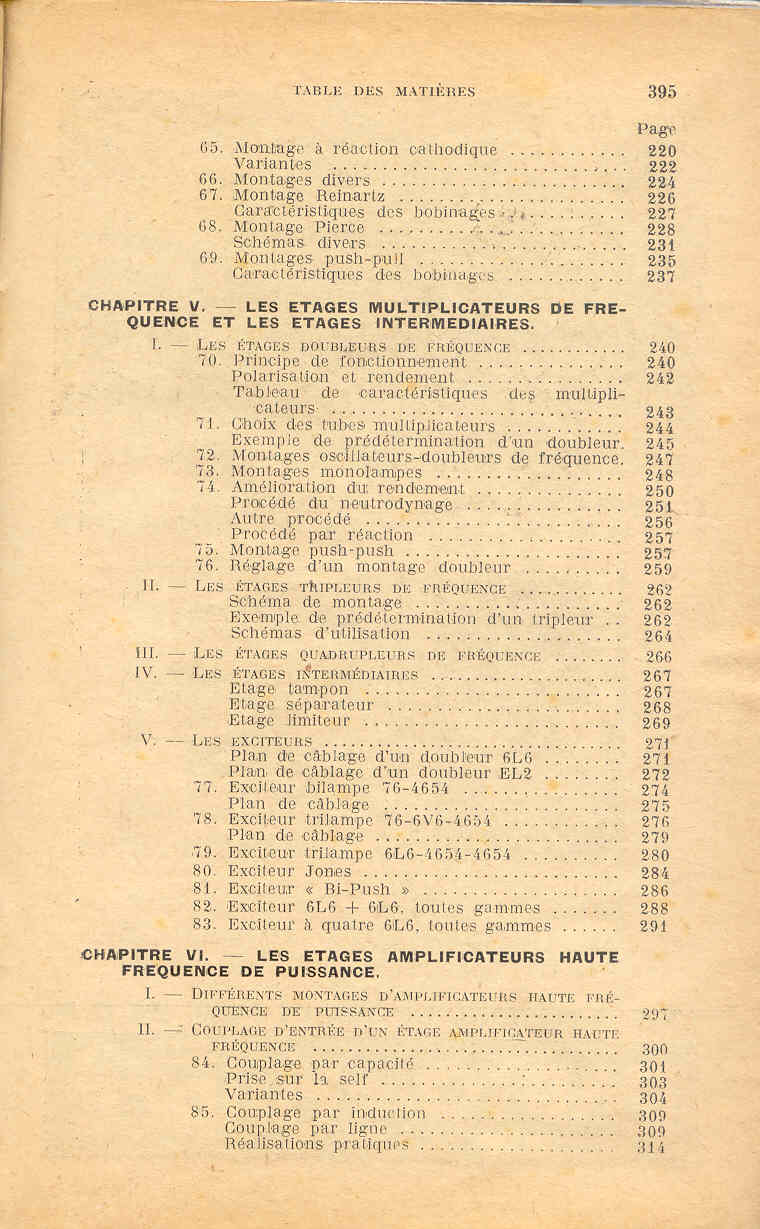 TABLE DES MATIÈRES 395
Page
65. Montage à réaction cathodique ............ 220
Variantes ............................ 222
66. Montages divers ........................ 224
67. Montage Reinartz ...................... 226
Caractéristiques des bobinages ............ 227
68. Montage Pierce ........................ 228
Schémas divers ........................ 231
69. Montages push-pull .................... 235
Caractéristiques des bobinages ............ 237
CHAPITRE V. — LES ETAGES MULTIPLICATEURS DE FRE-
QUENCE ET LES ETAGES INTERMEDIAIRES.
I. — LES ÉTAGES DOUBLEURS DE FRÉQUENCE ............ 240
70. Principe de fonctionnement ............... 240
Polarisation et rendement ................ 242
Tableau de caractéristiques des multipli-
cateurs ............................ 243
71. Choix des tubes multiplicateurs ............ 244
Exemple de prédétermination d'un doubleur. 245
72. Montages oscillateurs-doubleurs de fréquence. 247
73. Montages monolampes ................... 248
74. Amélioration du rendement ............... 250
Procédé du neutrodynage ................ 251
Autre procédé .......................... 256
Procédé par réaction .................... 257
75. Montage push-push ...................... 257
76. Réglage d'un montage doubleur .......... 259
II. — LES ÉTAGES TRIPLEURS DE FRÉQUENCE ............ 262
Schéma de montage ..................... 262
Exemple de prédétermination d'un tripleur .. 262
Schémas d'utilisation .................... 264
III. — LES ÉTAGES QUADRUPLEURS DE FRÉQUENCE ........ 266
IV. — LES ÉTAGES INTERMÉDIAIRES .................... 267
Etage tampon .......................... 267
Etage séparateur ........................ 268
Etage limiteur .......................... 269
V. — LES EXCITEURS .................................. 271
Plan de câblage d'un doubleur 6L6 ........ 271
Plan de câblage d'un doubleur EL2 ........ 272
77. Exciteur bilampe 76-4654 ................ 274
Plan de câblage ........................ 275
78. Exciteur trilampe 76-6V6-4654 ............ 276
Plan de câblage ........................ 279
79. Exciteur trilampe 6L6-4654-4654 .......... 280
80. Exciteur Jones .......................... 284
81. Exciteur « Bi-Push » .................... 286
82. Exciteur 6L6 + 6L6, toutes gammes ....... 288
83. Exciteur à quatre 6L6, toutes gammes ...... 291
CHAPITRE VI. — LES ETAGES AMPLIFICATEURS HAUTE
FREQUENCE DE PUISSANCE.
I. — DIFFÉRENTS MONTAGES D'AMPLIFICATEURS HAUTE FRÉ-
QUENCE DE PUISSANCE ........................ 297
II. — COUPLAGE D'ENTRÉE D'UN ÉTAGE AMPLIFICATEUR HAUTE
FRÉQUENCE .................................. 300
84. Couplage par capacité .................... 301
Prise sur la self ........................ 303
Variantes .............................. 304
85. Couplage par induction .................. 309
Couplage par ligne ...................... 309
Réalisations pratiques .................... 314